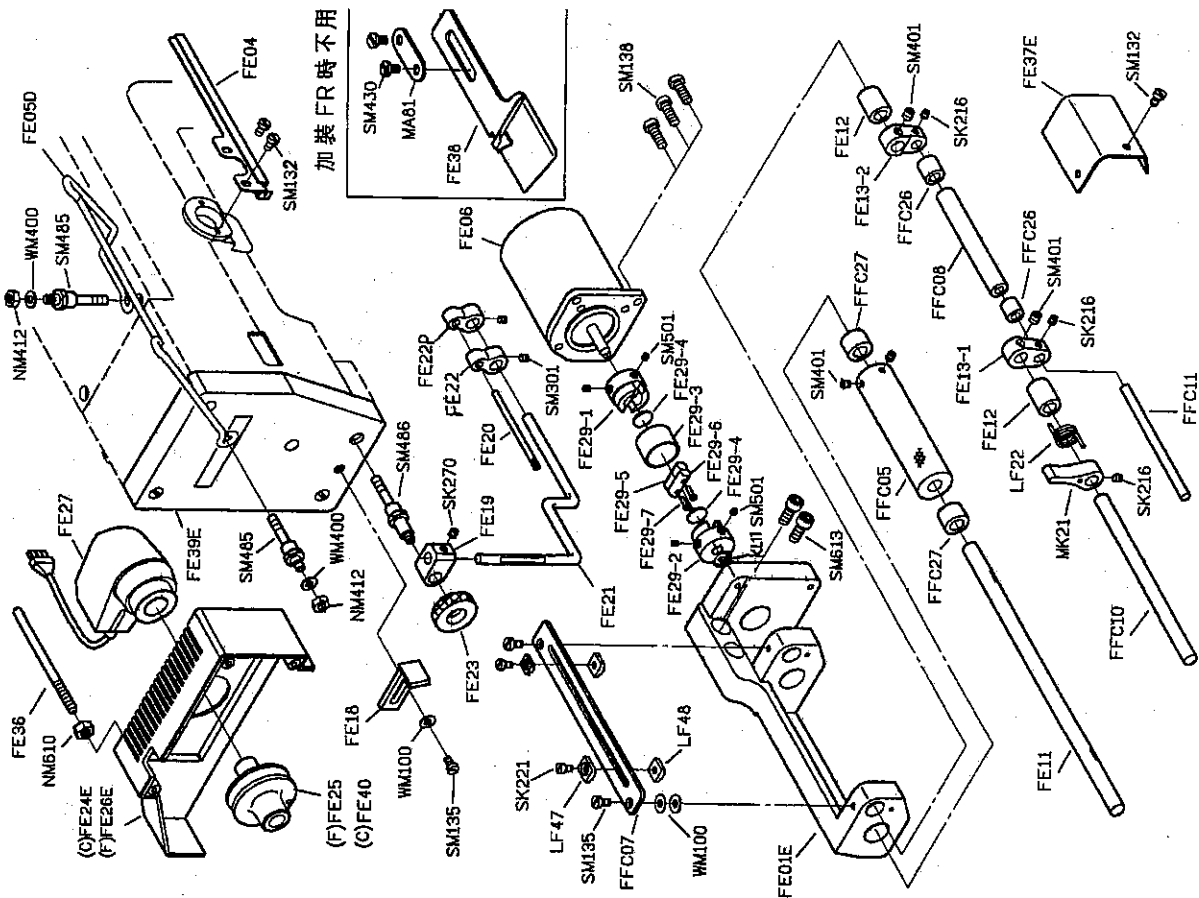 FE04
FE05D
WM400
SM485
NM412
SM132
加裝FR時不用
SM430
MA81
FE38
SM138
FE06
SM401
FE12
SK216
FE13-2
FFC26
FE37E
SM132
FFC08
FFC26
SM401
SK216
FFC27
FE13-1
SM401
FE12
FFC11
LF22
FFC05
MK21
SK216
FFC27
FFC10
FE11
FE22P
FE22
SM301
FE20
SM501
FE29-4
FE29-1
FE29-3
FE29-6
FE29-5
FE29-4
FE29-7
SM501
FE29-2
SM613
SM486
SK270
FE19
FE21
FE23
FE27
FE39E
SM485
WM400
NM412
FE36
NM610
(C)FE24E
(F)FE26E
(F)FE25
(C)FE40
FE18
WM100
SM135
SK221
LF47
LF48
SM135
FFC07
WM100
FE01E